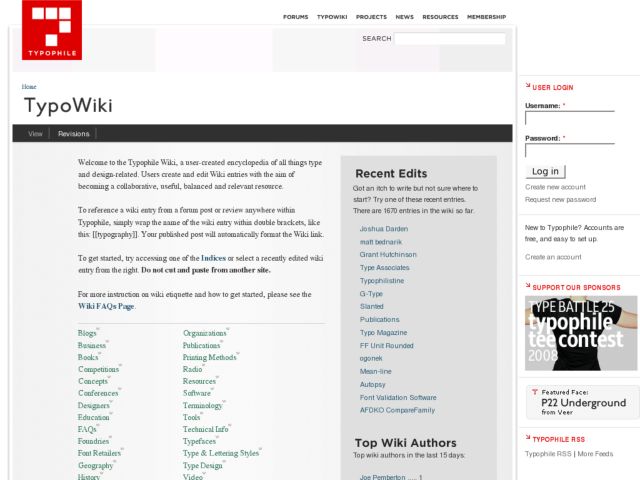 TYPOPHILE
FORUMS TYPOWIKI PROJECTS NEWS RESOURCES MEMBERSHIP
SEARCH
Home
TypoWiki
View Revisions
Welcome to the Typophile Wiki, a user-created encyclopedia of all things type
and design-related. Users create and edit Wiki entries with the aim of
becoming a collaborative, useful, balanced and relevant resource.
To reference a wiki entry from a forum post or review anywhere within
Typophile, simply wrap the name of the wiki entry within double brackets, like
this: [[typography]]. Your published post will automatically format the Wiki link.
To get started, try accessing one of the Indices or select a recently edited wiki
entry from the right. Do not cut and paste from another site.
For more instruction on wiki etiquette and how to get started, please see the
Wiki FAQs Page.
Blogs
Business
Books
Competitions
Concepts
Conferences
Designers
Education
FAQs
Foundries
Font Retailers
Geography
History
Organizations
Publications
Printing Methods
Radio
Resources
Software
Terminology
Tools
Technical Info
Typefaces
Type & Lettering Styles
Type Design
Video
Recent Edits
Got an itch to write but not sure where to
start? Try one of these recent entries.
There are 1670 entries in the wiki so far.
Joshua Darden
matt bednarik
Grant Hutchinson
Type Associates
Typophilistine
G-Type
Slanted
Publications
Typo Magazine
FF Unit Rounded
ogonek
Mean-line
Autopsy
Font Validation Software
AFDKO CompareFamily
Top Wiki Authors
Top wiki authors in the last 15 days:
Joe Pemberton ..... 1
USER LOGIN
Username: *
Password: *
Log in
Create new account
Request new password
New to Typophile? Accounts are
free, and easy to set up.
Create an account
SUPPORT OUR SPONSORS
TYPE BATTLE 25
typophile
tee contest
2008
Featured Face:
P22 Underground
from Veer
TYPOPHILE RSS
Typophile RSS | More Feeds